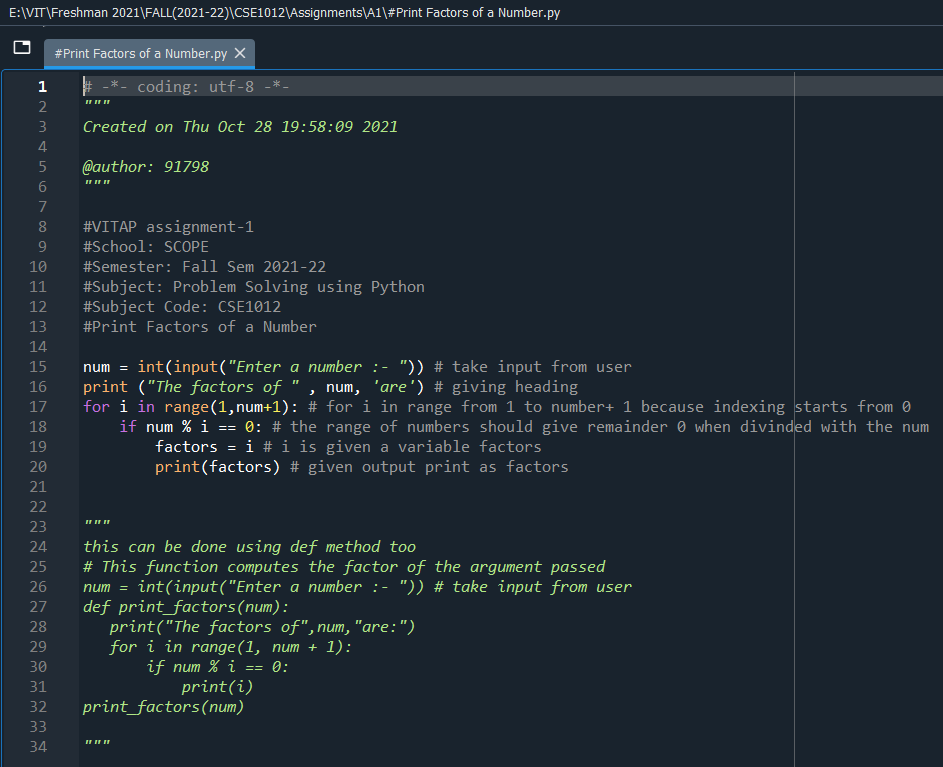 E:\VIT\Freshman 2021\FALL(2021-22)\CSE1012\Assignments\A1\#Print Factors of a Number.py
#Print Factors of a Number.py
1 # -*- coding: utf-8 -*-
2 """
3 Created on Thu Oct 28 19:58:09 2021
4
5 @author: 91798
6 """
7
8 #VITAP assignment-1
9 #School: SCOPE
10 #Semester: Fall Sem 2021-22
11 #Subject: Problem Solving using Python
12 #Subject Code: CSE1012
13 #Print Factors of a Number
14
15 num = int(input("Enter a number :- ")) # take input from user
16 print ("The factors of " , num, 'are') # giving heading
17 for i in range(1,num+1): # for i in range from 1 to number+ 1 because indexing starts from 0
18     if num % i == 0: # the range of numbers should give remainder 0 when divinded with the num
19         factors = i # i is given a variable factors
20         print(factors) # given output print as factors
21
22
23 """
24 this can be done using def method too
25 # This function computes the factor of the argument passed
26 num = int(input("Enter a number :- ")) # take input from user
27 def print_factors(num):
28    print("The factors of",num,"are:")
29    for i in range(1, num + 1):
30        if num % i == 0:
31            print(i)
32 print_factors(num)
33
34 """